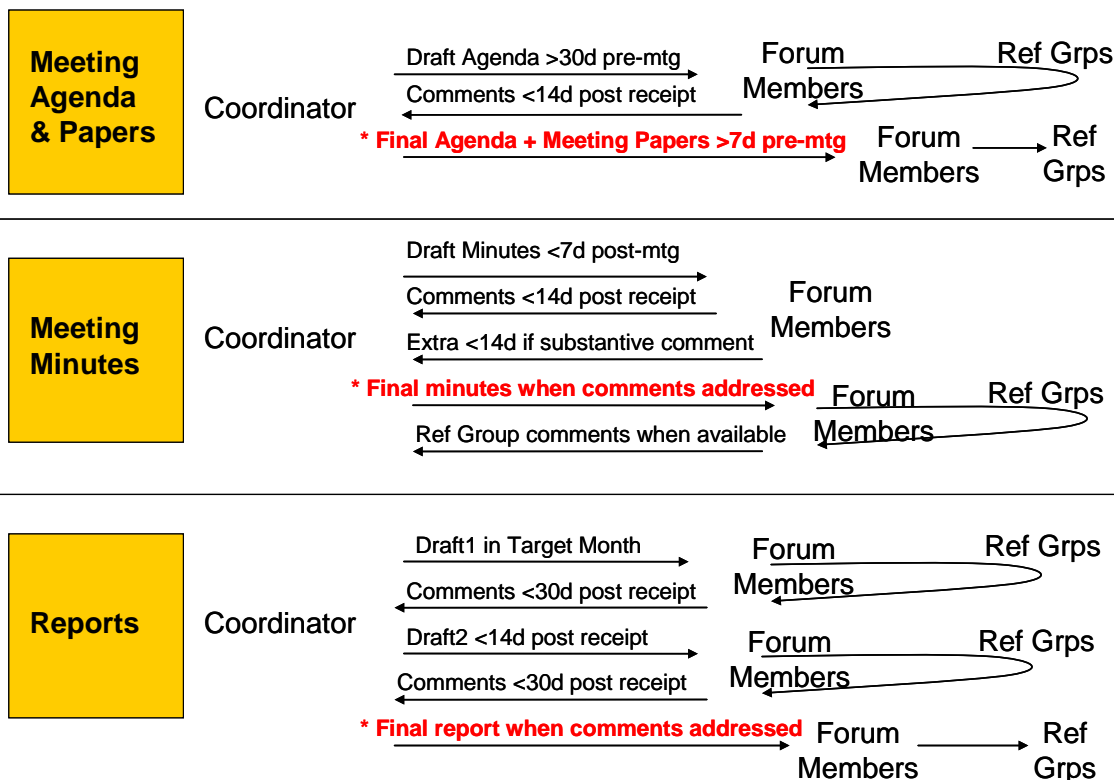 Meeting
Agenda
& Papers
Coordinator
Draft Agenda >30d pre-mtg
Comments <14d post receipt
* Final Agenda + Meeting Papers >7d pre-mtg
Forum
Members
Ref Grps
Forum
Members
Ref
Grps
Meeting
Minutes
Coordinator
Draft Minutes <7d post-mtg
Comments <14d post receipt
Extra <14d if substantive comment
* Final minutes when comments addressed
Ref Group comments when available
Forum
Members
Forum
Members
Ref Grps
Reports
Coordinator
Draft1 in Target Month
Comments <30d post receipt
Draft2 <14d post receipt
Comments <30d post receipt
* Final report when comments addressed
Forum
Members
Ref Grps
Forum
Members
Ref Grps
Forum
Members
Ref
Grps